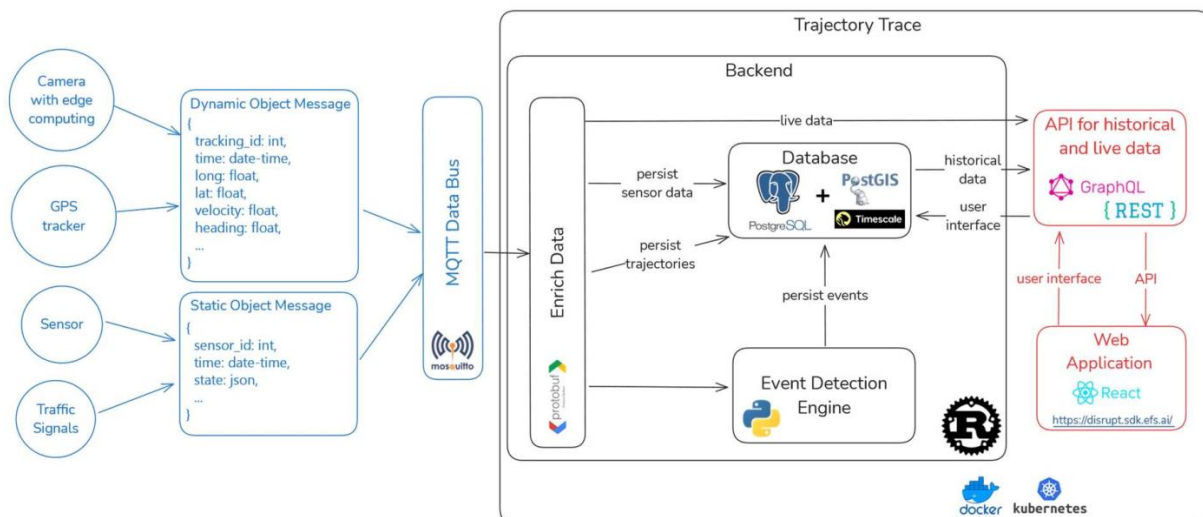 Trajectory Trace
Backend
Camera
with edge
computing
GPS
tracker
Sensor
Traffic
Signals
Dynamic Object Message
{
tracking_id: int,
time: date-time,
long: float,
lat: float,
velocity: float,
heading: float,
...
}
Static Object Message
{
sensor_id: int,
time: date-time,
state: json,
...
}
MQTT Data Bus
mosquitto
Enrich Data
protobuf
live data
persist
sensor data
persist
trajectories
Database
PostgreSQL
+
PostGIS
Timescale
persist events
Event Detection
Engine
R
historical
data
user
interface
API for historical
and live data
GraphQL
{ REST }
user interface
API
Web
Application
React
https://disrupt.sdk.efs.ai/
docker
kubernetes